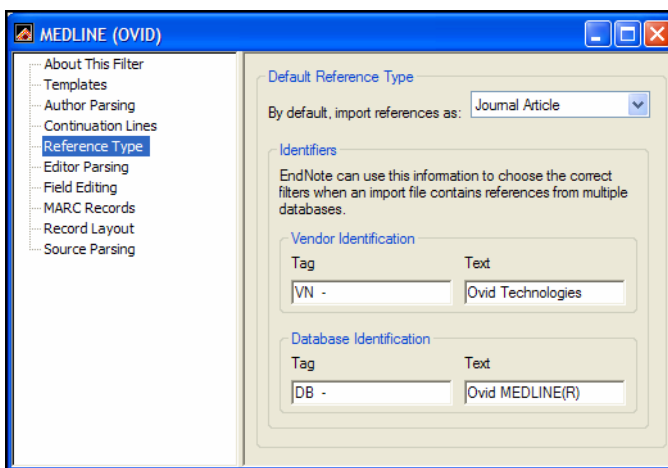 MEDLINE (OVID)
About This Filter
Templates
Author Parsing
Continuation Lines
Reference Type
Editor Parsing
Field Editing
MARC Records
Record Layout
Source Parsing
Default Reference Type
By default, import references as: Journal Article
Identifiers
EndNote can use this information to choose the correct
filters when an import file contains references from multiple
databases.
Vendor Identification
Tag Text
VN - Ovid Technologies
Database Identification
Tag Text
DB - Ovid MEDLINE(R)